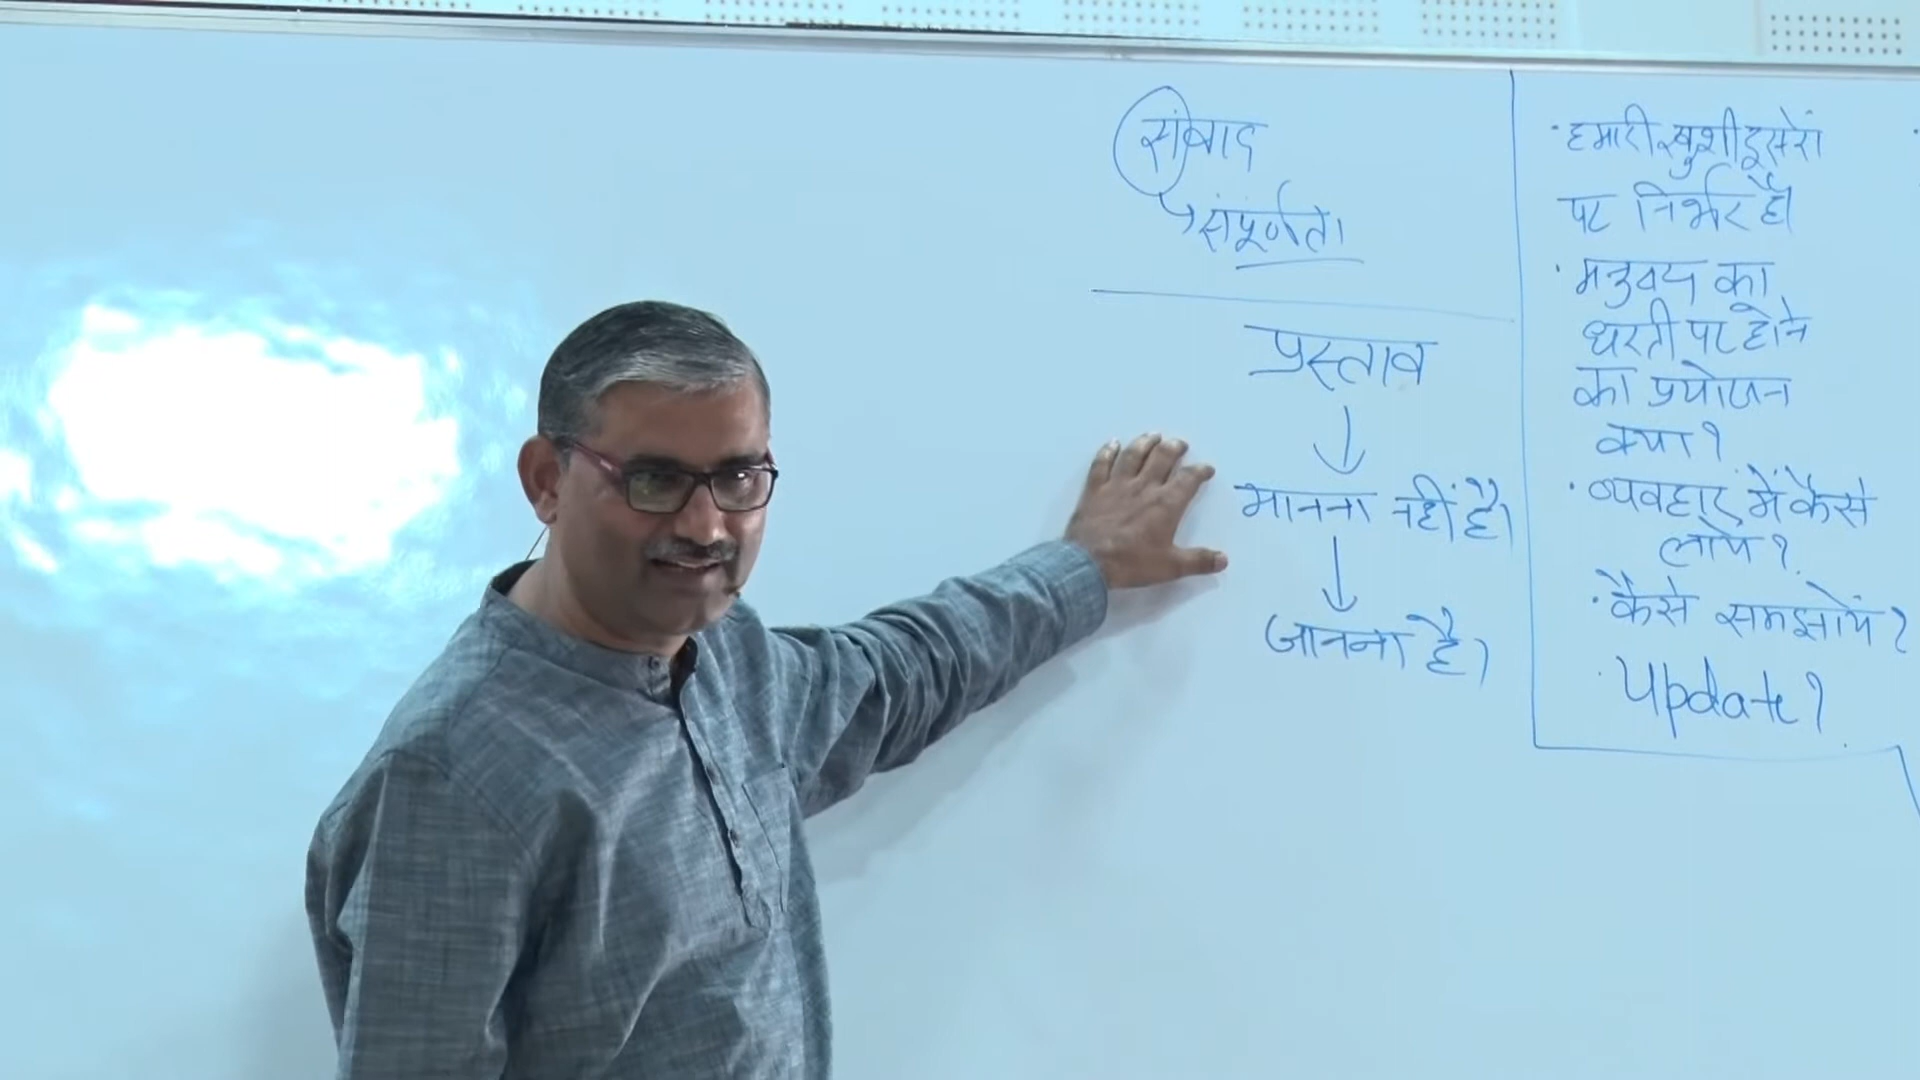 संवाद
संपूर्णता
प्रस्ताव
↓
मानना नहीं है।
↓
जानना है।
· हमारी खुशी दूसरों
पर निर्भर है।
· मनुष्य का
धरती पर होने
का प्रयोजन
क्या?
· व्यवहार में कैसे
लायें?
· कैसे समझायें?
· Update?